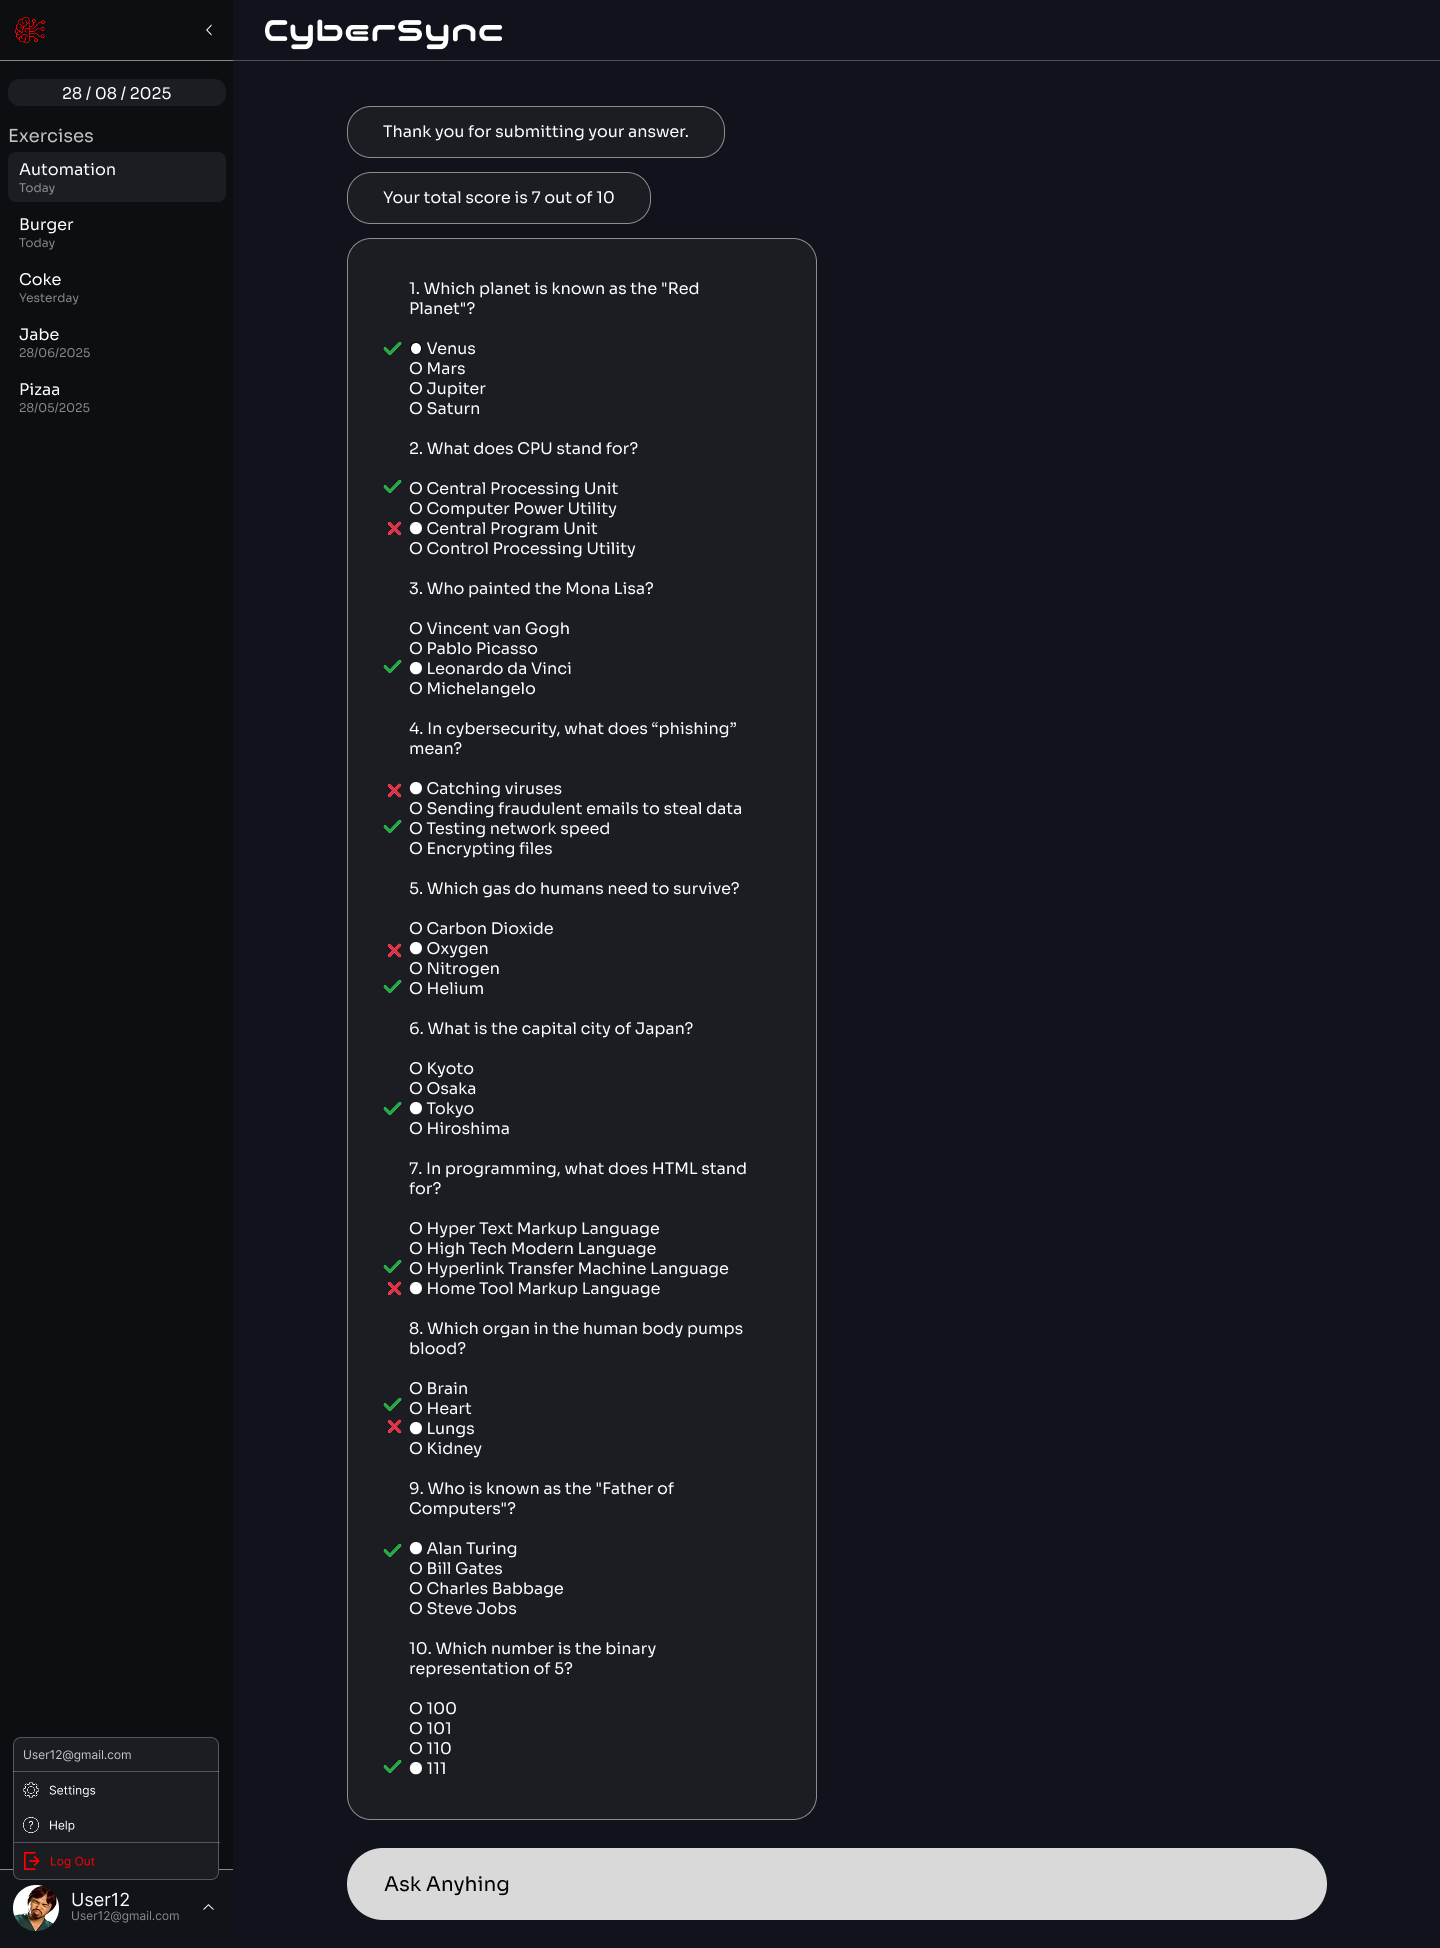 CyberSync
28 / 08 / 2025
Exercises
Automation
Today
Burger
Today
Coke
Yesterday
Jabe
28/06/2025
Pizaa
28/05/2025
User12@gmail.com
Settings
Help
Log Out
User12
User12@gmail.com
Thank you for submitting your answer.
Your total score is 7 out of 10
1. Which planet is known as the "Red
Planet"?
● Venus
O Mars
O Jupiter
O Saturn
2. What does CPU stand for?
O Central Processing Unit
O Computer Power Utility
● Central Program Unit
O Control Processing Utility
3. Who painted the Mona Lisa?
O Vincent van Gogh
O Pablo Picasso
● Leonardo da Vinci
O Michelangelo
4. In cybersecurity, what does “phishing”
mean?
● Catching viruses
O Sending fraudulent emails to steal data
O Testing network speed
O Encrypting files
5. Which gas do humans need to survive?
O Carbon Dioxide
● Oxygen
O Nitrogen
O Helium
6. What is the capital city of Japan?
O Kyoto
O Osaka
● Tokyo
O Hiroshima
7. In programming, what does HTML stand
for?
O Hyper Text Markup Language
O High Tech Modern Language
O Hyperlink Transfer Machine Language
● Home Tool Markup Language
8. Which organ in the human body pumps
blood?
O Brain
O Heart
● Lungs
O Kidney
9. Who is known as the "Father of
Computers"?
● Alan Turing
O Bill Gates
O Charles Babbage
O Steve Jobs
10. Which number is the binary
representation of 5?
O 100
O 101
O 110
● 111
Ask Anyhing